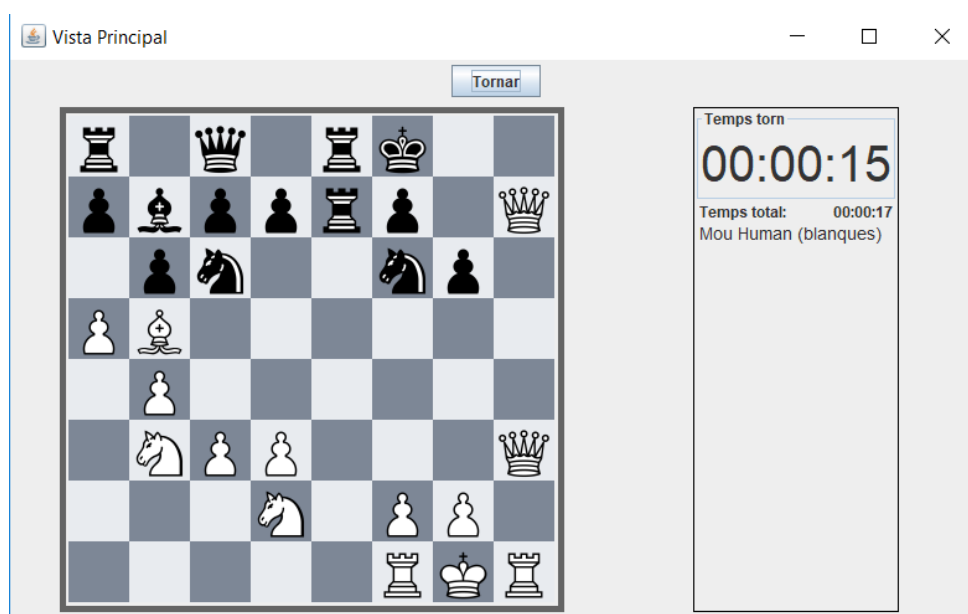 Vista Principal
Tornar
Temps torn
00:00:15
Temps total: 00:00:17
Mou Human (blanques)